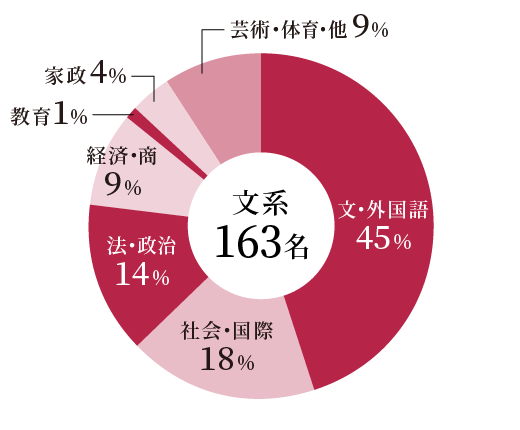 芸術・体育・他 9%
家政 4%
教育 1%
経済・商
9%
文系
163名
文・外国語
45%
法・政治
14%
社会・国際
18%